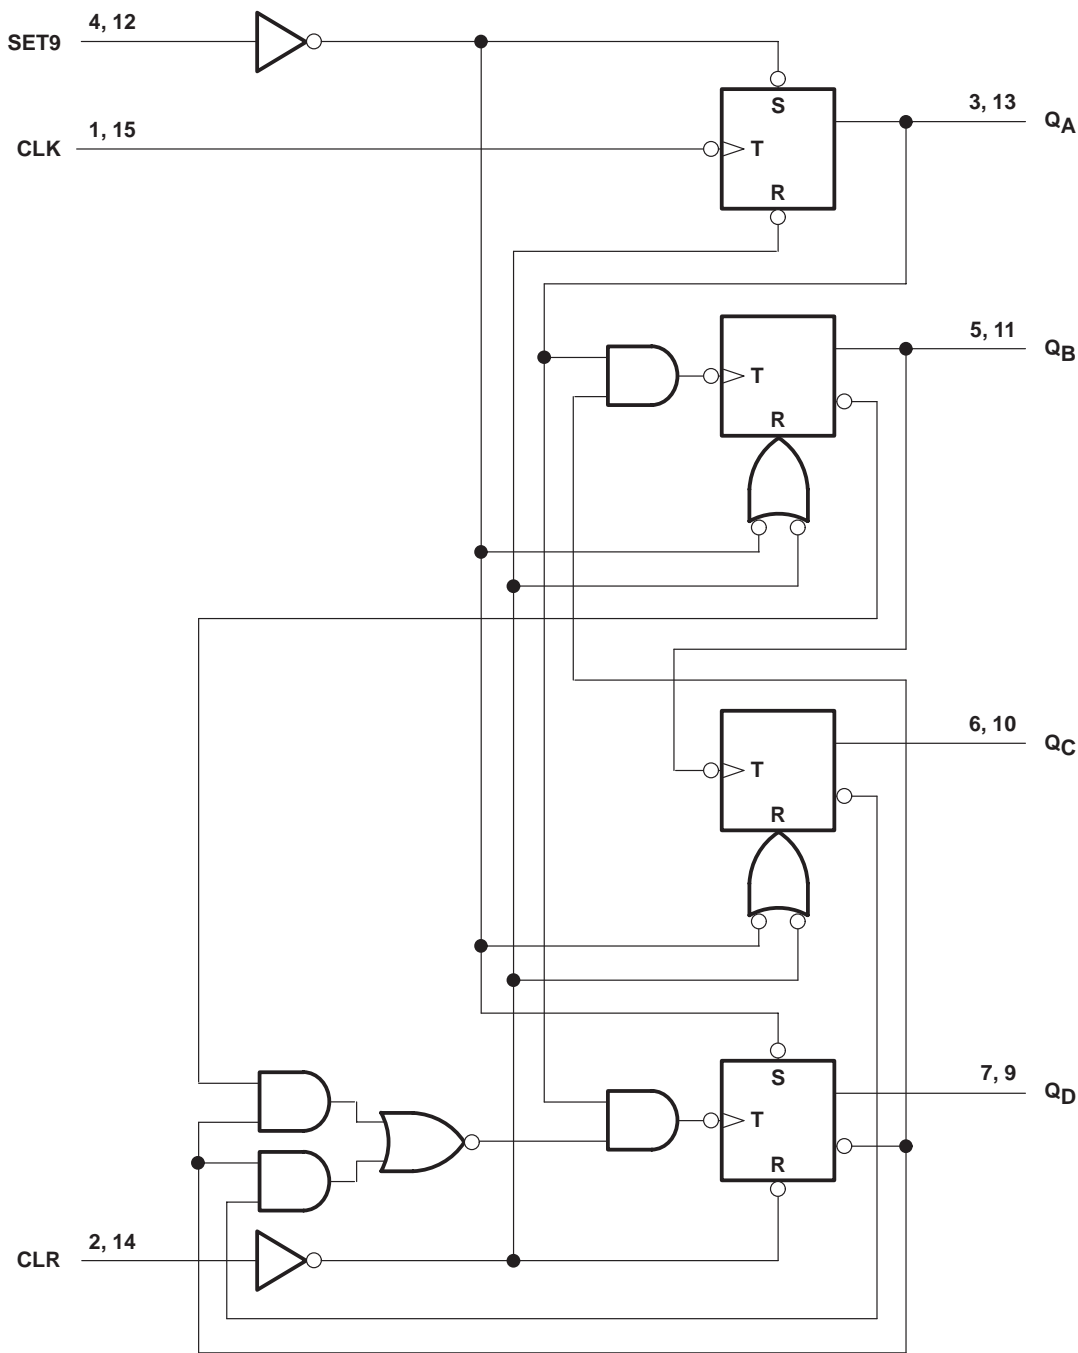 SET9 4, 12
CLK 1, 15
S
T
R
3, 13 QA
T
R
5, 11 QB
T
R
6, 10 QC
S
T
R
7, 9 QD
CLR 2, 14